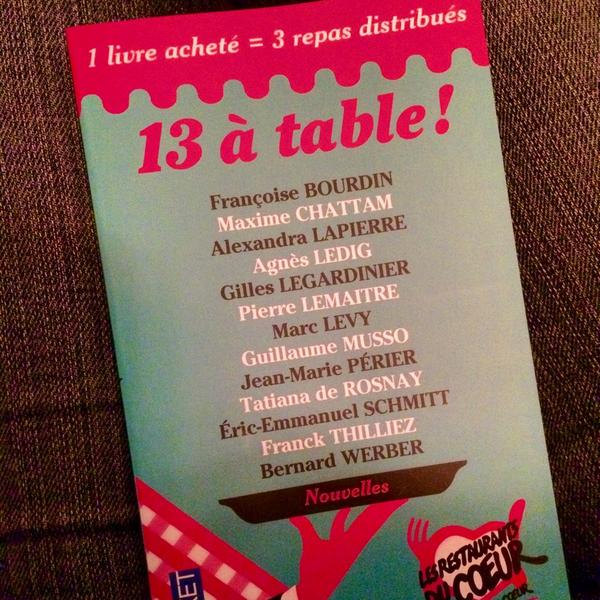 1 livre acheté = 3 repas distribués
13 à table !
Françoise BOURDIN
Maxime CHATTAM
Alexandra LAPIERRE
Agnès LEDIG
Gilles LEGARDINIER
Pierre LEMAITRE
Marc LEVY
Guillaume MUSSO
Jean-Marie PÉRIER
Tatiana de ROSNAY
Éric-Emmanuel SCHMITT
Franck THILLIEZ
Bernard WERBER
Nouvelles
LES RESTAURANTS
DU COEUR